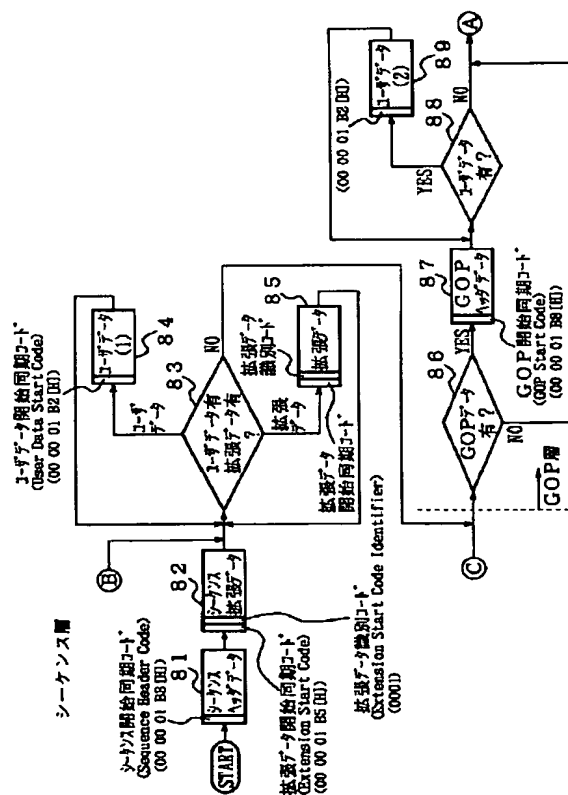 シーケンス層
シーケンス開始同期コード
(Sequence Header Code)
(00 00 01 B3[H])
START
81
シーケンス
ヘッダデータ
82
シーケンス
拡張データ
拡張データ開始同期コード
(Extension Start Code)
(00 00 01 B5[H])
拡張データ識別コード
(Extension Start Code Identifier)
(0001)
B
ユーザデータ開始同期コード
(User Data Start Code)
(00 00 01 B2[H])
ユーザデータ
(1)
84
ユーザ
データ
83
ユーザデータ有
拡張データ有
?
NO
拡張
データ
拡張データ
識別コード
85
拡張データ
拡張データ
開始同期コード
C
GOP層
86
GOPデータ
有?
YES
NO
87
GOP
ヘッダデータ
GOP開始同期コード
(GOP Start Code)
(00 00 01 B8[H])
(00 00 01 B2[H])
ユーザデータ
(2)
89
88
YES
ユーザデータ
有?
NO
A